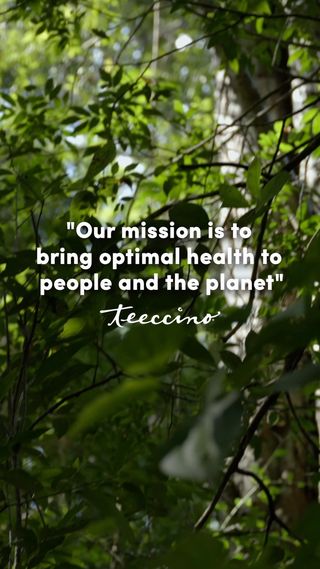 "Our mission is to
bring optimal health to
people and the planet"
teeccino